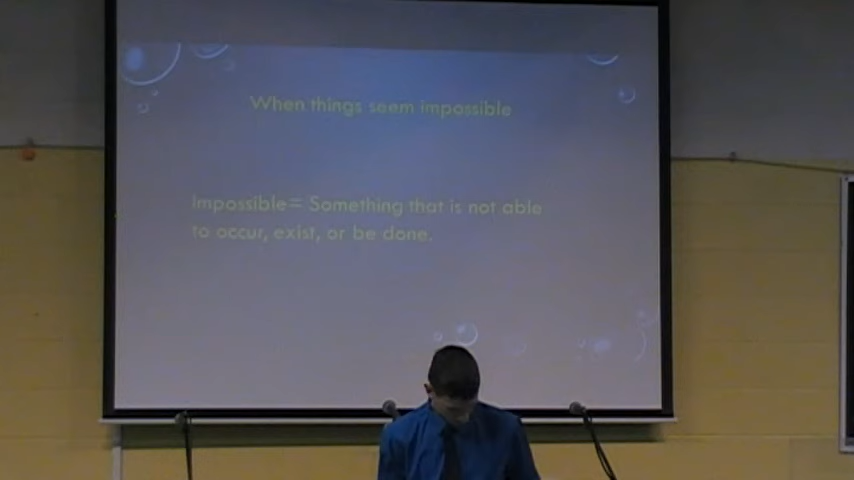 When things seem impossible
Impossible= Something that is not able
to occur, exist, or be done.